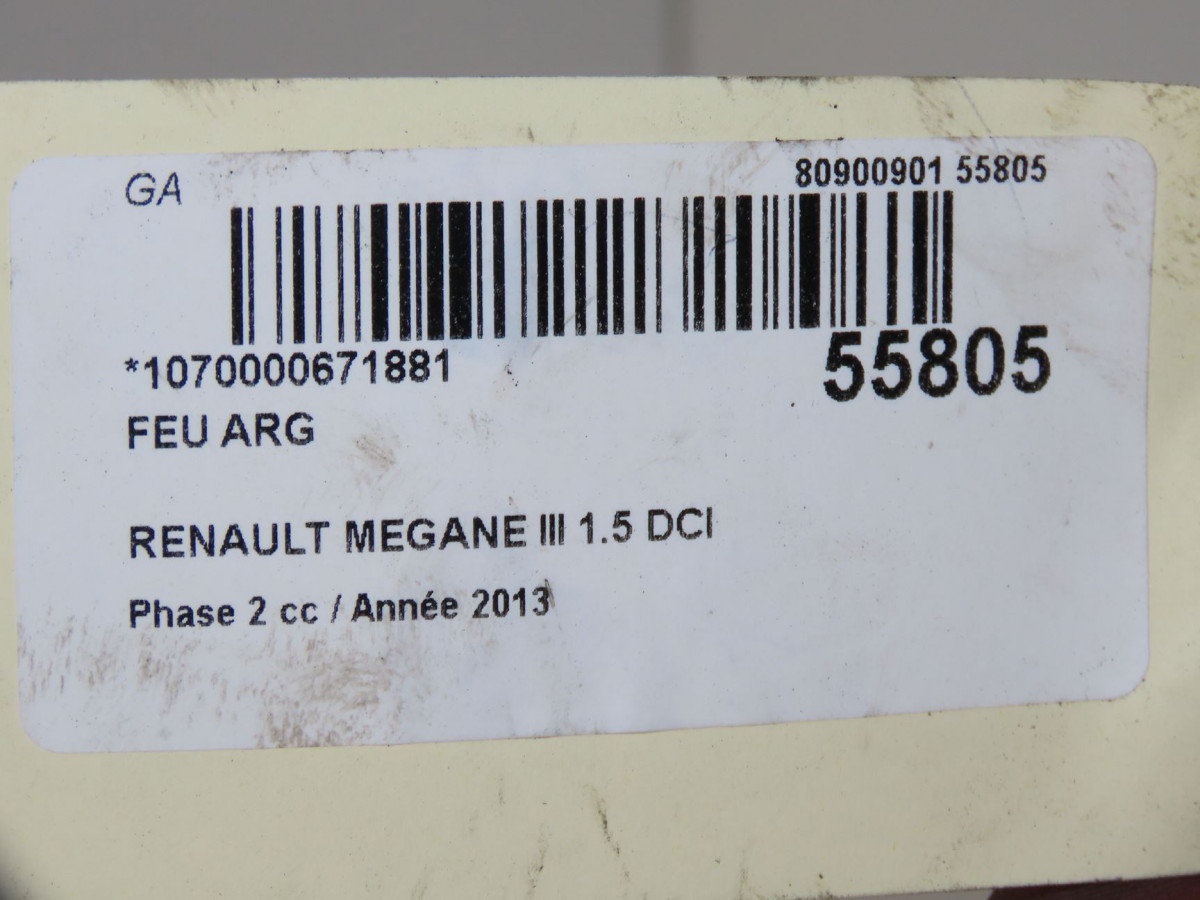 GA
80900901 55805
*1070000671881
55805
FEU ARG
RENAULT MEGANE III 1.5 DCI
Phase 2 cc / Année 2013